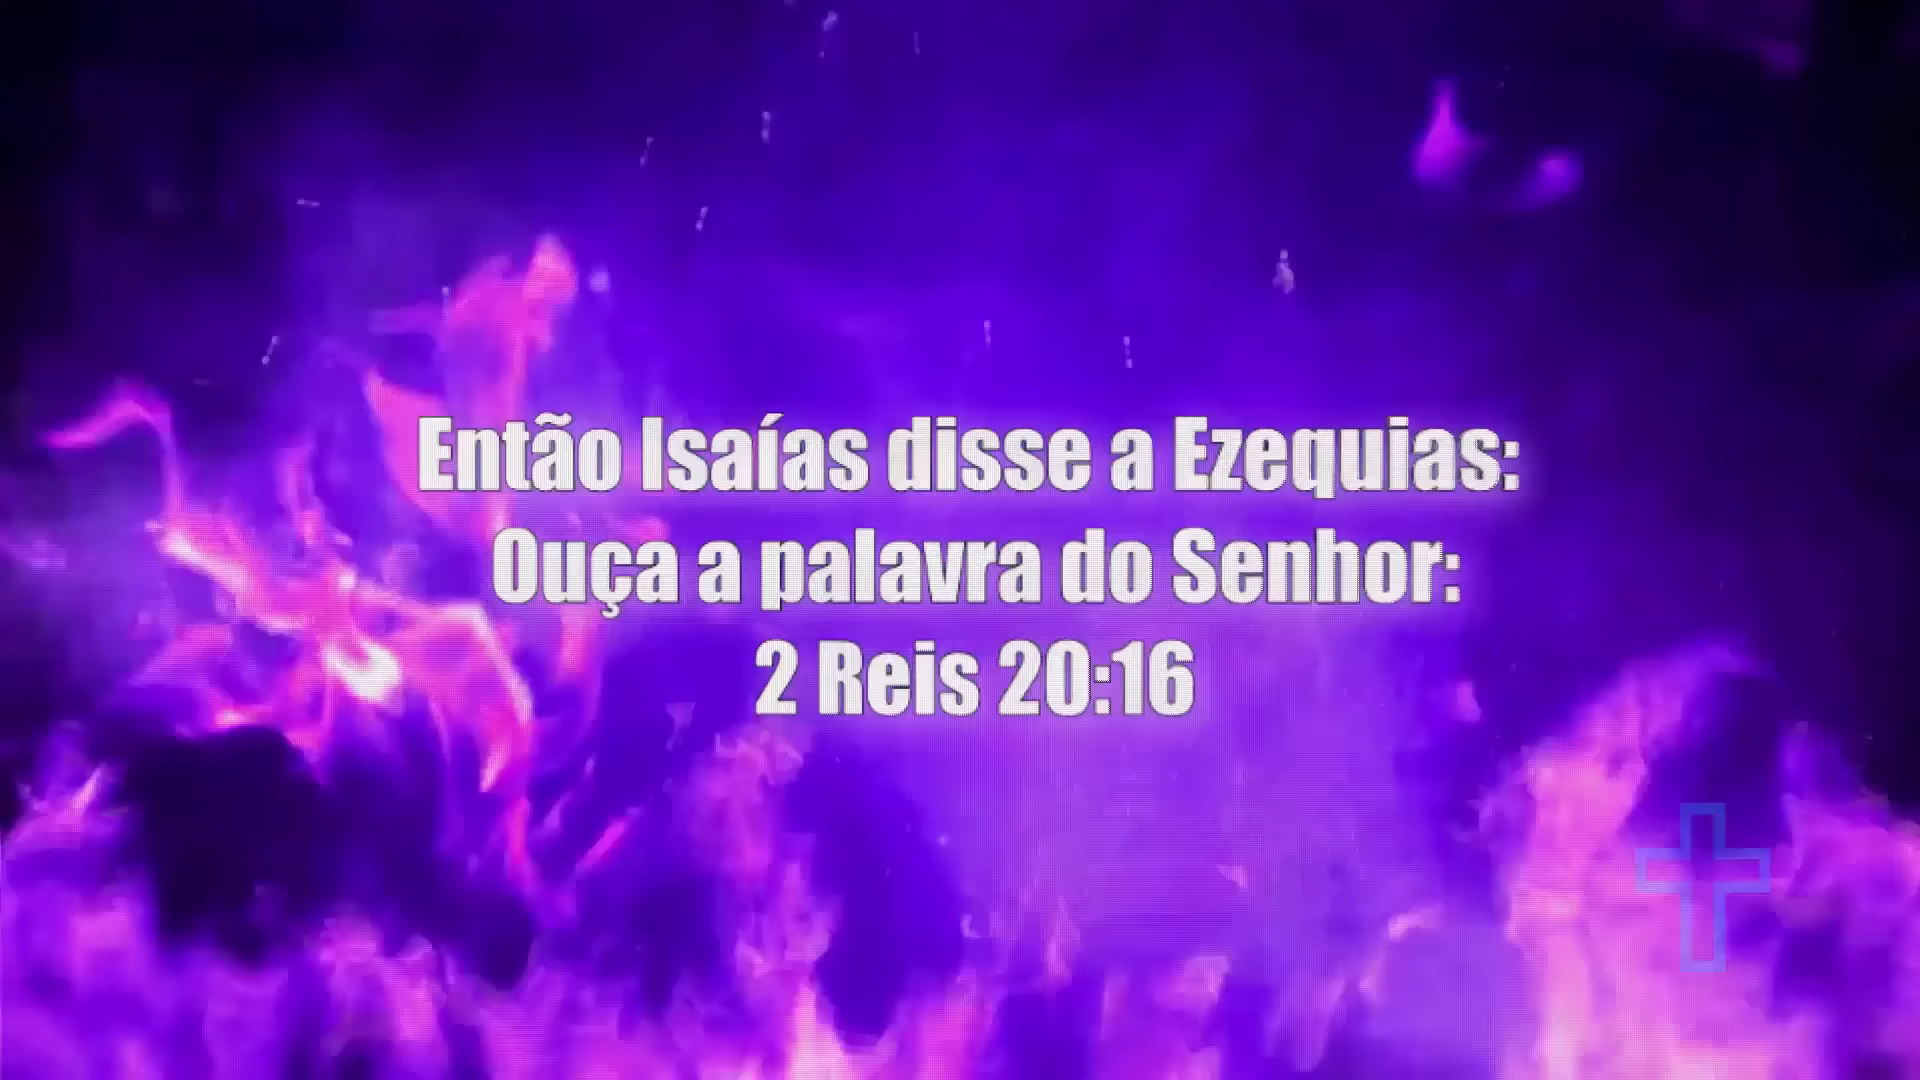 Então Isaías disse a Ezequias:
Ouça a palavra do Senhor:
2 Reis 20:16